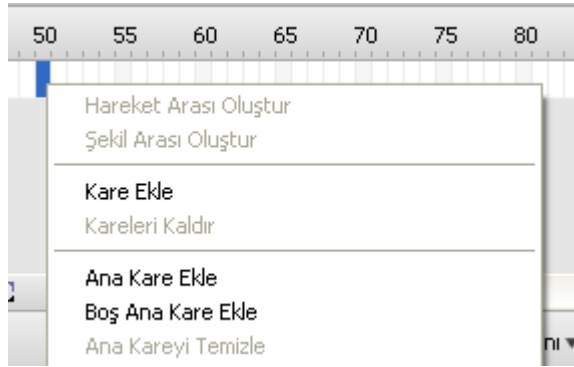 50 55 60 65 70 75 80
Hareket Arası Oluştur
Şekil Arası Oluştur
Kare Ekle
Kareleri Kaldır
Ana Kare Ekle
Boş Ana Kare Ekle
Ana Kareyi Temizle